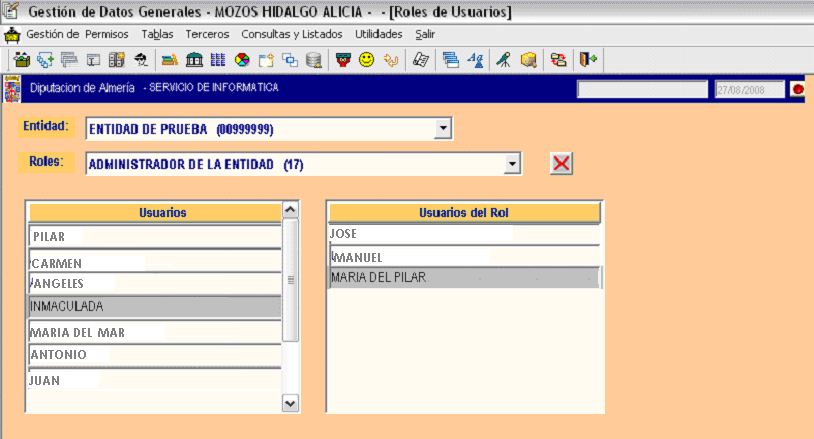 Gestión de Datos Generales - MOZOS HIDALGO ALICIA - - [Roles de Usuarios]
Gestión de Permisos Tablas Terceros Consultas y Listados Utilidades Salir
Diputacion de Almería - SERVICIO DE INFORMATICA 27/08/2008
Entidad: ENTIDAD DE PRUEBA (00999999)
Roles: ADMINISTRADOR DE LA ENTIDAD (17)
Usuarios
PILAR
CARMEN
ANGELES
INMACULADA
MARIA DEL MAR
ANTONIO
JUAN
Usuarios del Rol
JOSE
MANUEL
MARIA DEL PILAR